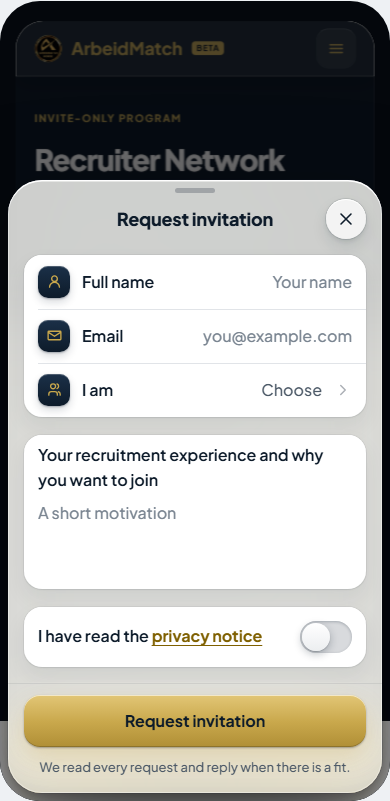 ArbeidMatch BETA
INVITE-ONLY PROGRAM
Recruiter Network
Request invitation
Full name Your name
Email you@example.com
I am Choose
Your recruitment experience and why
you want to join
A short motivation
I have read the privacy notice
Request invitation
We read every request and reply when there is a fit.